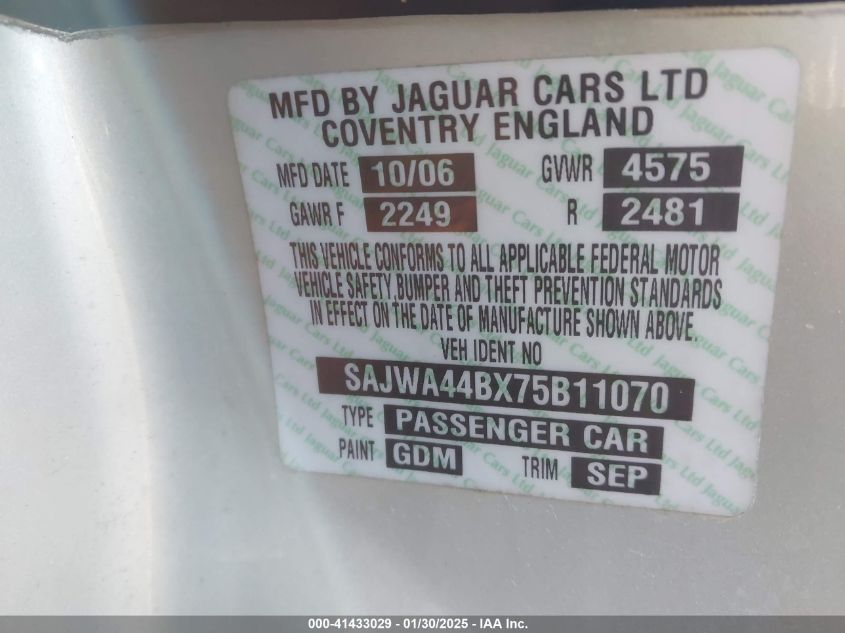 MFD BY JAGUAR CARS LTD
COVENTRY ENGLAND
MFD DATE 10/06 GVWR 4575
GAWR F 2249 R 2481
THIS VEHICLE CONFORMS TO ALL APPLICABLE FEDERAL MOTOR
VEHICLE SAFETY,BUMPER AND THEFT PREVENTION STANDARDS
IN EFFECT ON THE DATE OF MANUFACTURE SHOWN ABOVE.
VEH IDENT NO
SAJWA44BX75B11070
TYPE PASSENGER CAR
PAINT GDM TRIM SEP
000-41433029 / 01/30/2025 - IAA Inc.